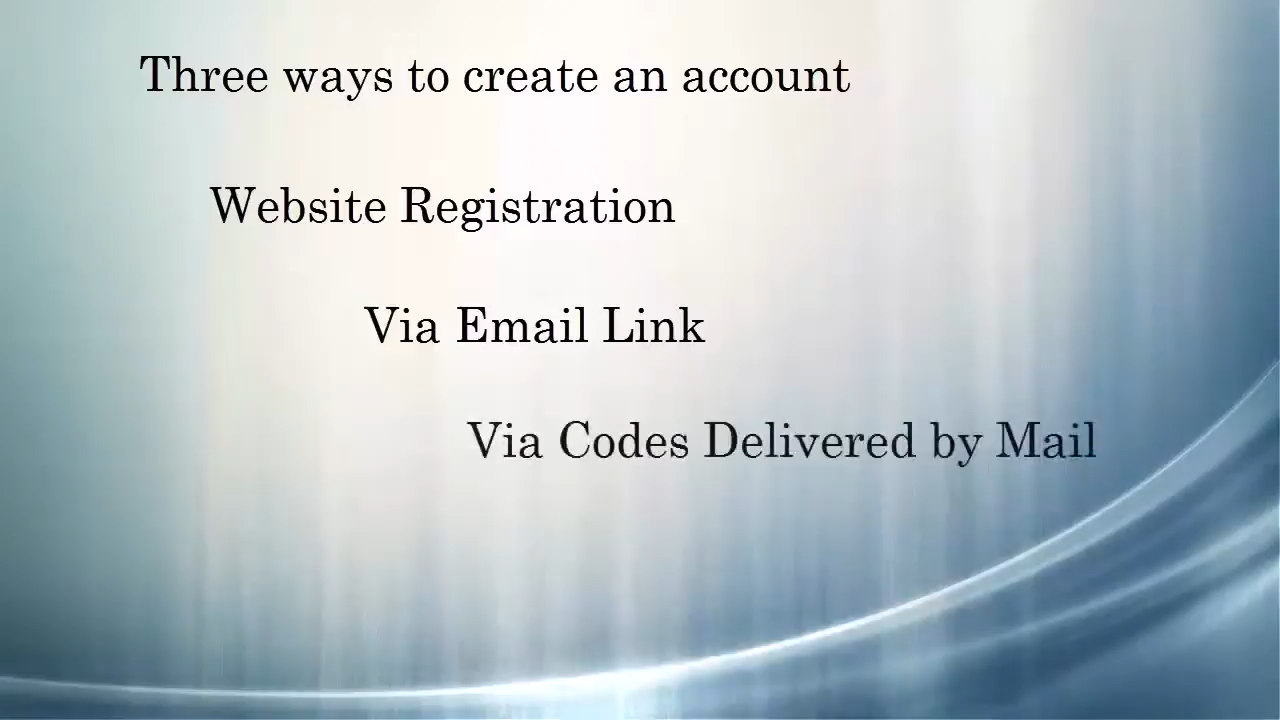 Three ways to create an account
Website Registration
Via Email Link
Via Codes Delivered by Mail